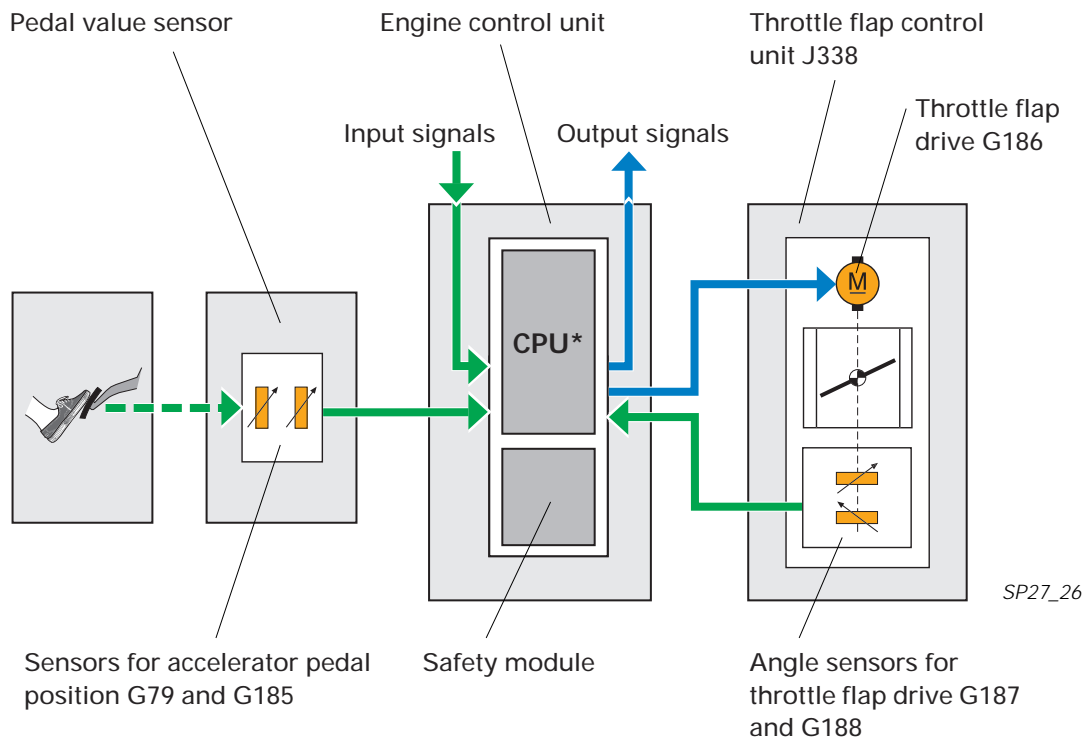 Pedal value sensor
Engine control unit
Throttle flap control
unit J338
Throttle flap
drive G186
Input signals
Output signals
M
CPU*
SP27_26
Sensors for accelerator pedal
position G79 and G185
Safety module
Angle sensors for
throttle flap drive G187
and G188